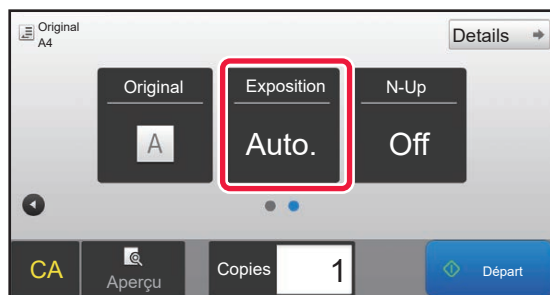 Original
A4
Details
Original
Exposition
N-Up
A
Auto.
Off
CA
Aperçu
Copies
1
Départ